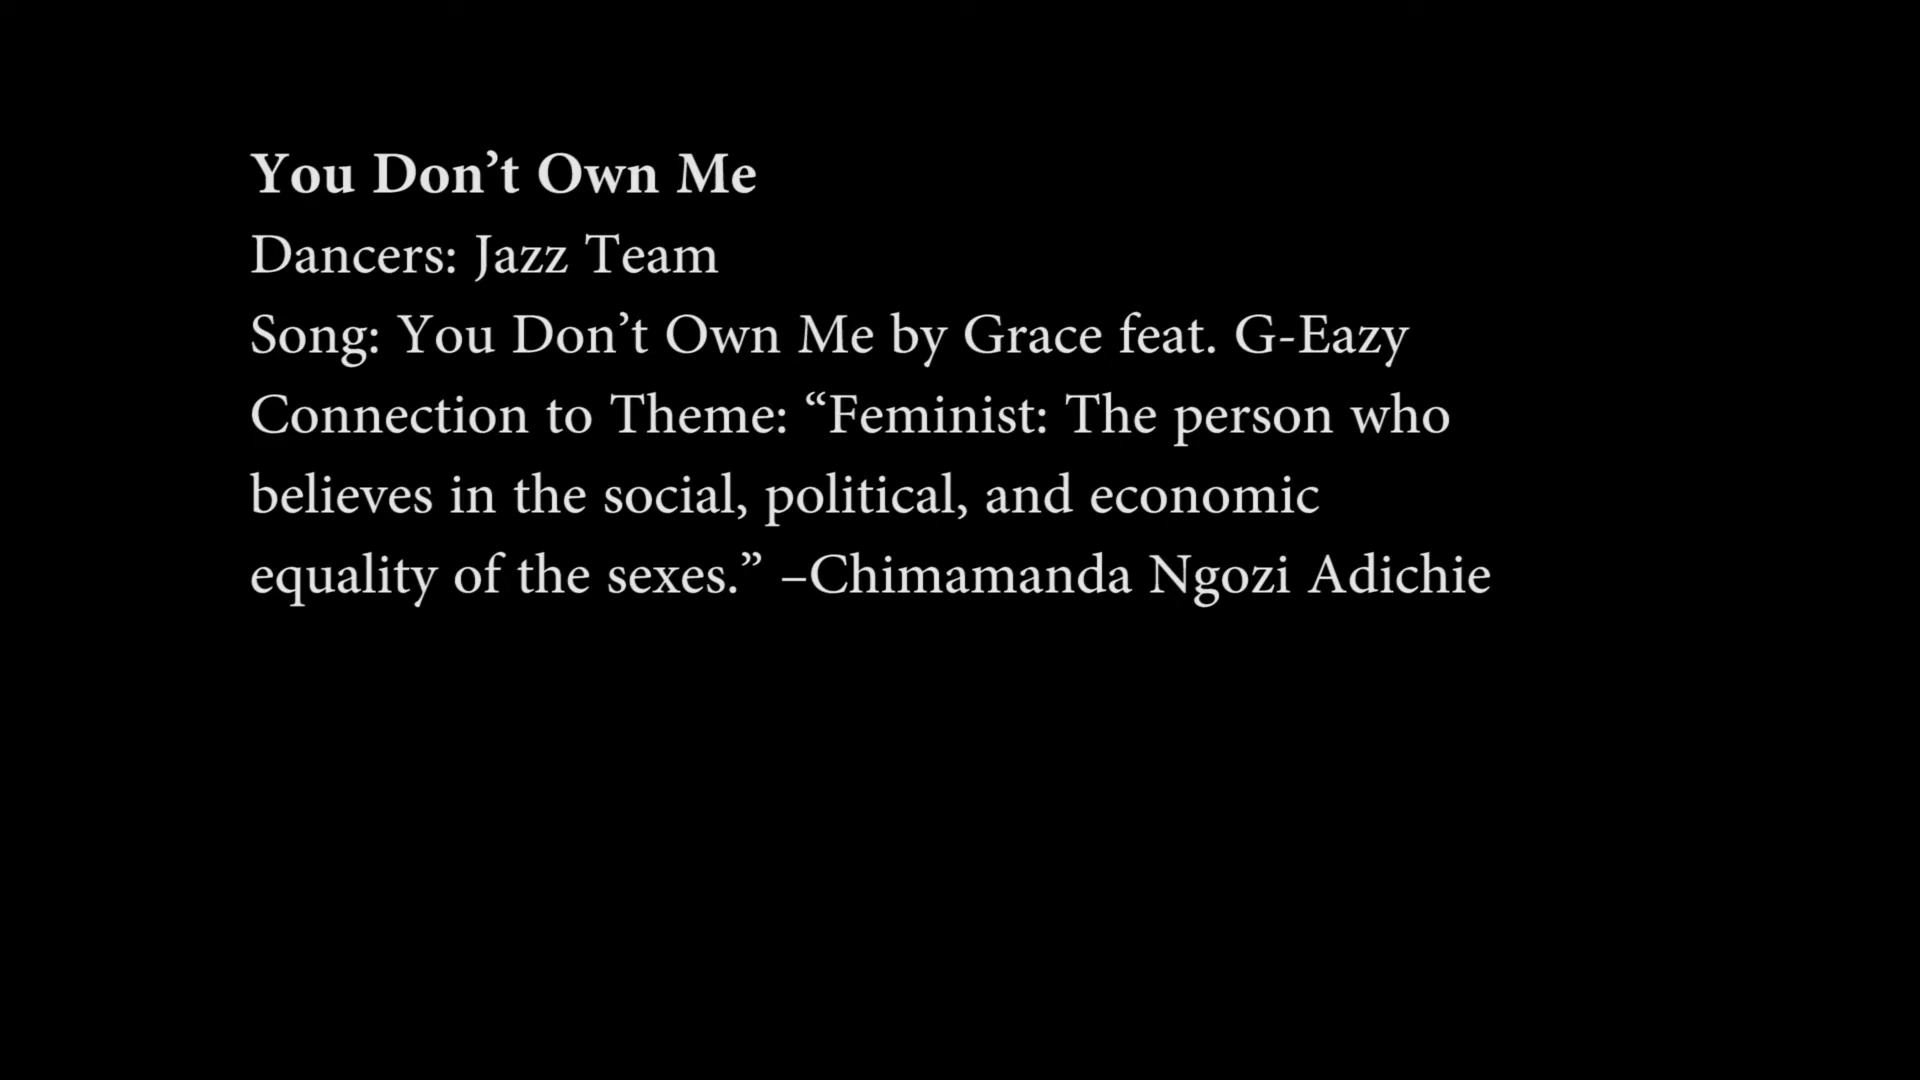 You Don’t Own Me
Dancers: Jazz Team
Song: You Don’t Own Me by Grace feat. G-Eazy
Connection to Theme: “Feminist: The person who
believes in the social, political, and economic
equality of the sexes.” –Chimamanda Ngozi Adichie